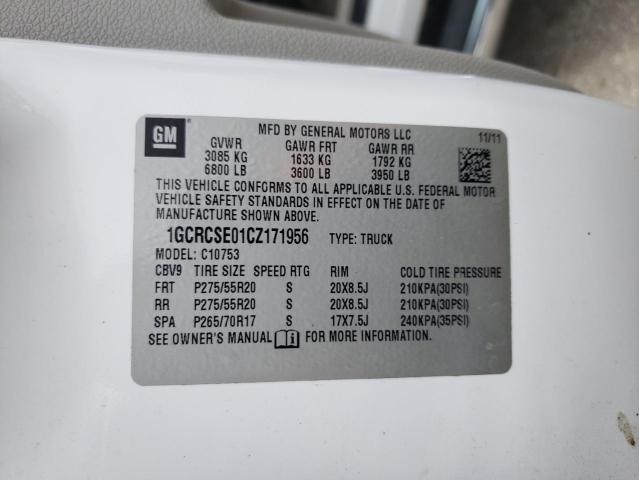 GM
MFD BY GENERAL MOTORS LLC 11/11
GVWR GAWR FRT GAWR RR
3085 KG 1633 KG 1792 KG
6800 LB 3600 LB 3950 LB
THIS VEHICLE CONFORMS TO ALL APPLICABLE U.S. FEDERAL MOTOR
VEHICLE SAFETY STANDARDS IN EFFECT ON THE DATE OF
MANUFACTURE SHOWN ABOVE.
1GCRCSE01CZ171956 TYPE: TRUCK
MODEL: C10753
CBV9 TIRE SIZE SPEED RTG RIM COLD TIRE PRESSURE
FRT P275/55R20 S 20X8.5J 210KPA(30PSI)
RR P275/55R20 S 20X8.5J 210KPA(30PSI)
SPA P265/70R17 S 17X7.5J 240KPA(35PSI)
SEE OWNER'S MANUAL FOR MORE INFORMATION.